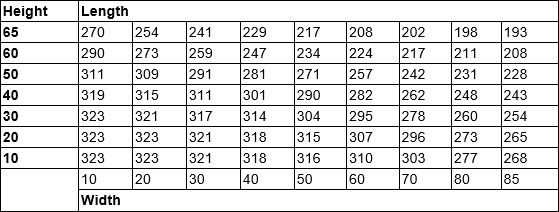 Height Length
65 270 254 241 229 217 208 202 198 193
60 290 273 259 247 234 224 217 211 208
50 311 309 291 281 271 257 242 231 228
40 319 315 311 301 290 282 262 248 243
30 323 321 317 314 304 295 278 260 254
20 323 323 321 318 315 307 296 273 265
10 323 323 321 318 316 310 303 277 268
10 20 30 40 50 60 70 80 85
Width